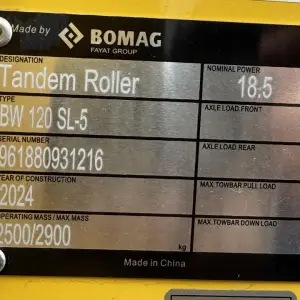 Made by BOMAG
FAYAT GROUP
DESIGNATION
Tandem Roller
NOMINAL POWER
18.5
TYPE
BW 120 SL-5
AXLE LOAD, FRONT
SERIAL NUMBER
961880931216
AXLE LOAD, REAR
YEAR OF CONSTRUCTION
2024
MAX. TOWBAR PULL LOAD
OPERATING MASS / MAX. MASS
2500/2900
kg
MAX. TOWBAR DOWN LOAD
Made in China